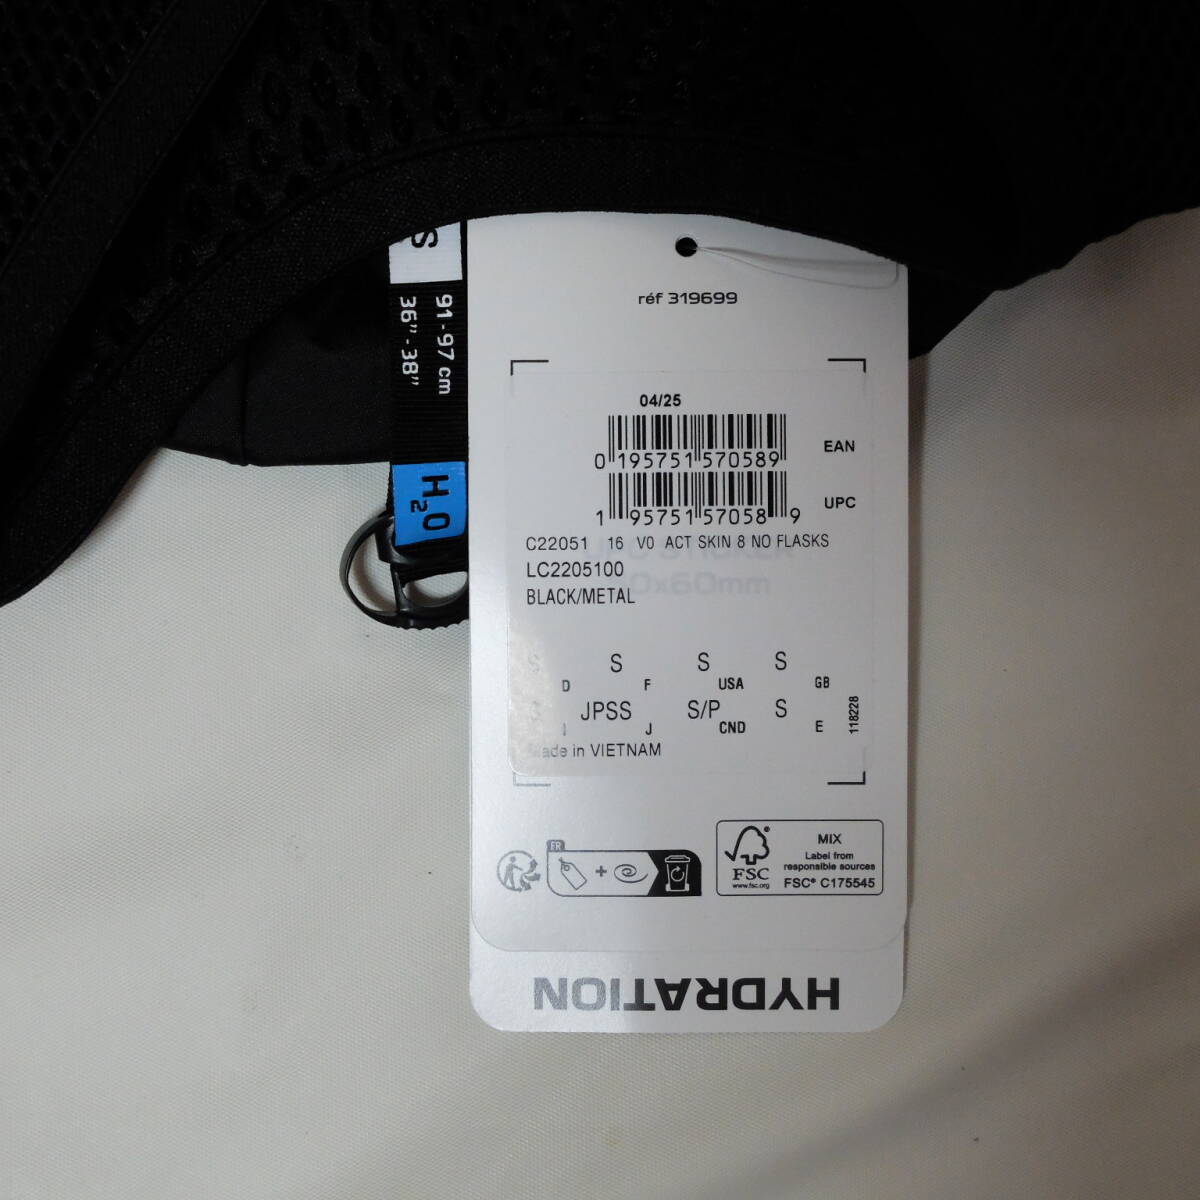 S
91-97 cm
36"-38"
H2O
réf 319699
04/25
0 195751 570589
EAN
1 95751 57058 9
UPC
C22051 16 V0 ACT SKIN 8 NO FLASKS
LC2205100
60x60mm
BLACK/METAL
S S S S
D F USA GB
JPSS S/P S
I J CND E
118228
Made in VIETNAM
FR
+
FSC
www.fsc.org
MIX
Label from
responsible sources
FSC® C175545
HYDRATION